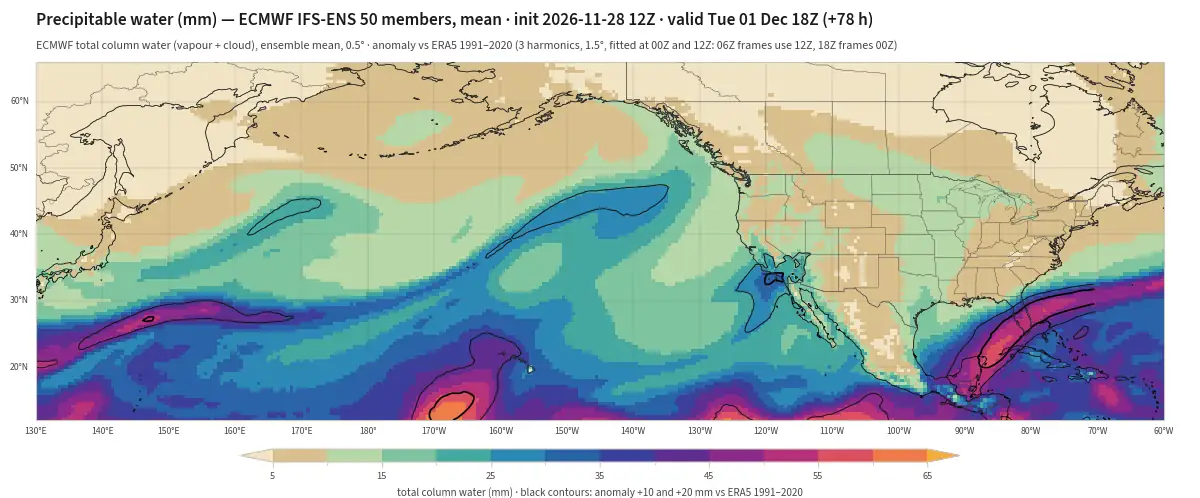 Precipitable water (mm) — ECMWF IFS-ENS 50 members, mean · init 2026-11-28 12Z · valid Tue 01 Dec 18Z (+78 h)
ECMWF total column water (vapour + cloud), ensemble mean, 0.5° · anomaly vs ERA5 1991–2020 (3 harmonics, 1.5°, fitted at 00Z and 12Z: 06Z frames use 12Z, 18Z frames 00Z)
60°N
50°N
40°N
30°N
20°N
130°E 140°E 150°E 160°E 170°E 180° 170°W 160°W 150°W 140°W 130°W 120°W 110°W 100°W 90°W 80°W 70°W 60°W
5 15 25 35 45 55 65
total column water (mm) · black contours: anomaly +10 and +20 mm vs ERA5 1991–2020